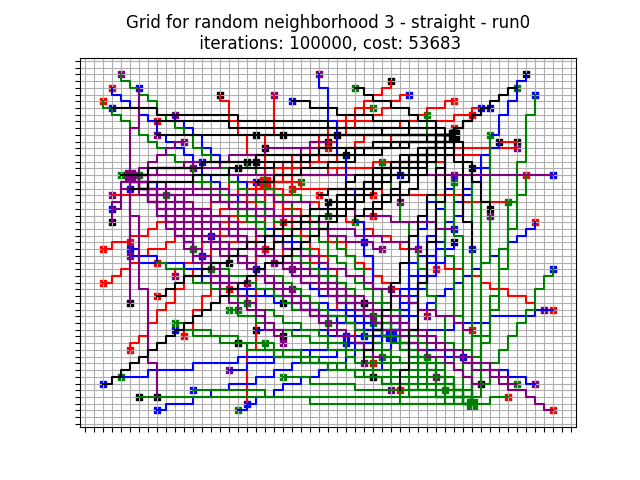 Grid for random neighborhood 3 - straight - run0
iterations: 100000, cost: 53683